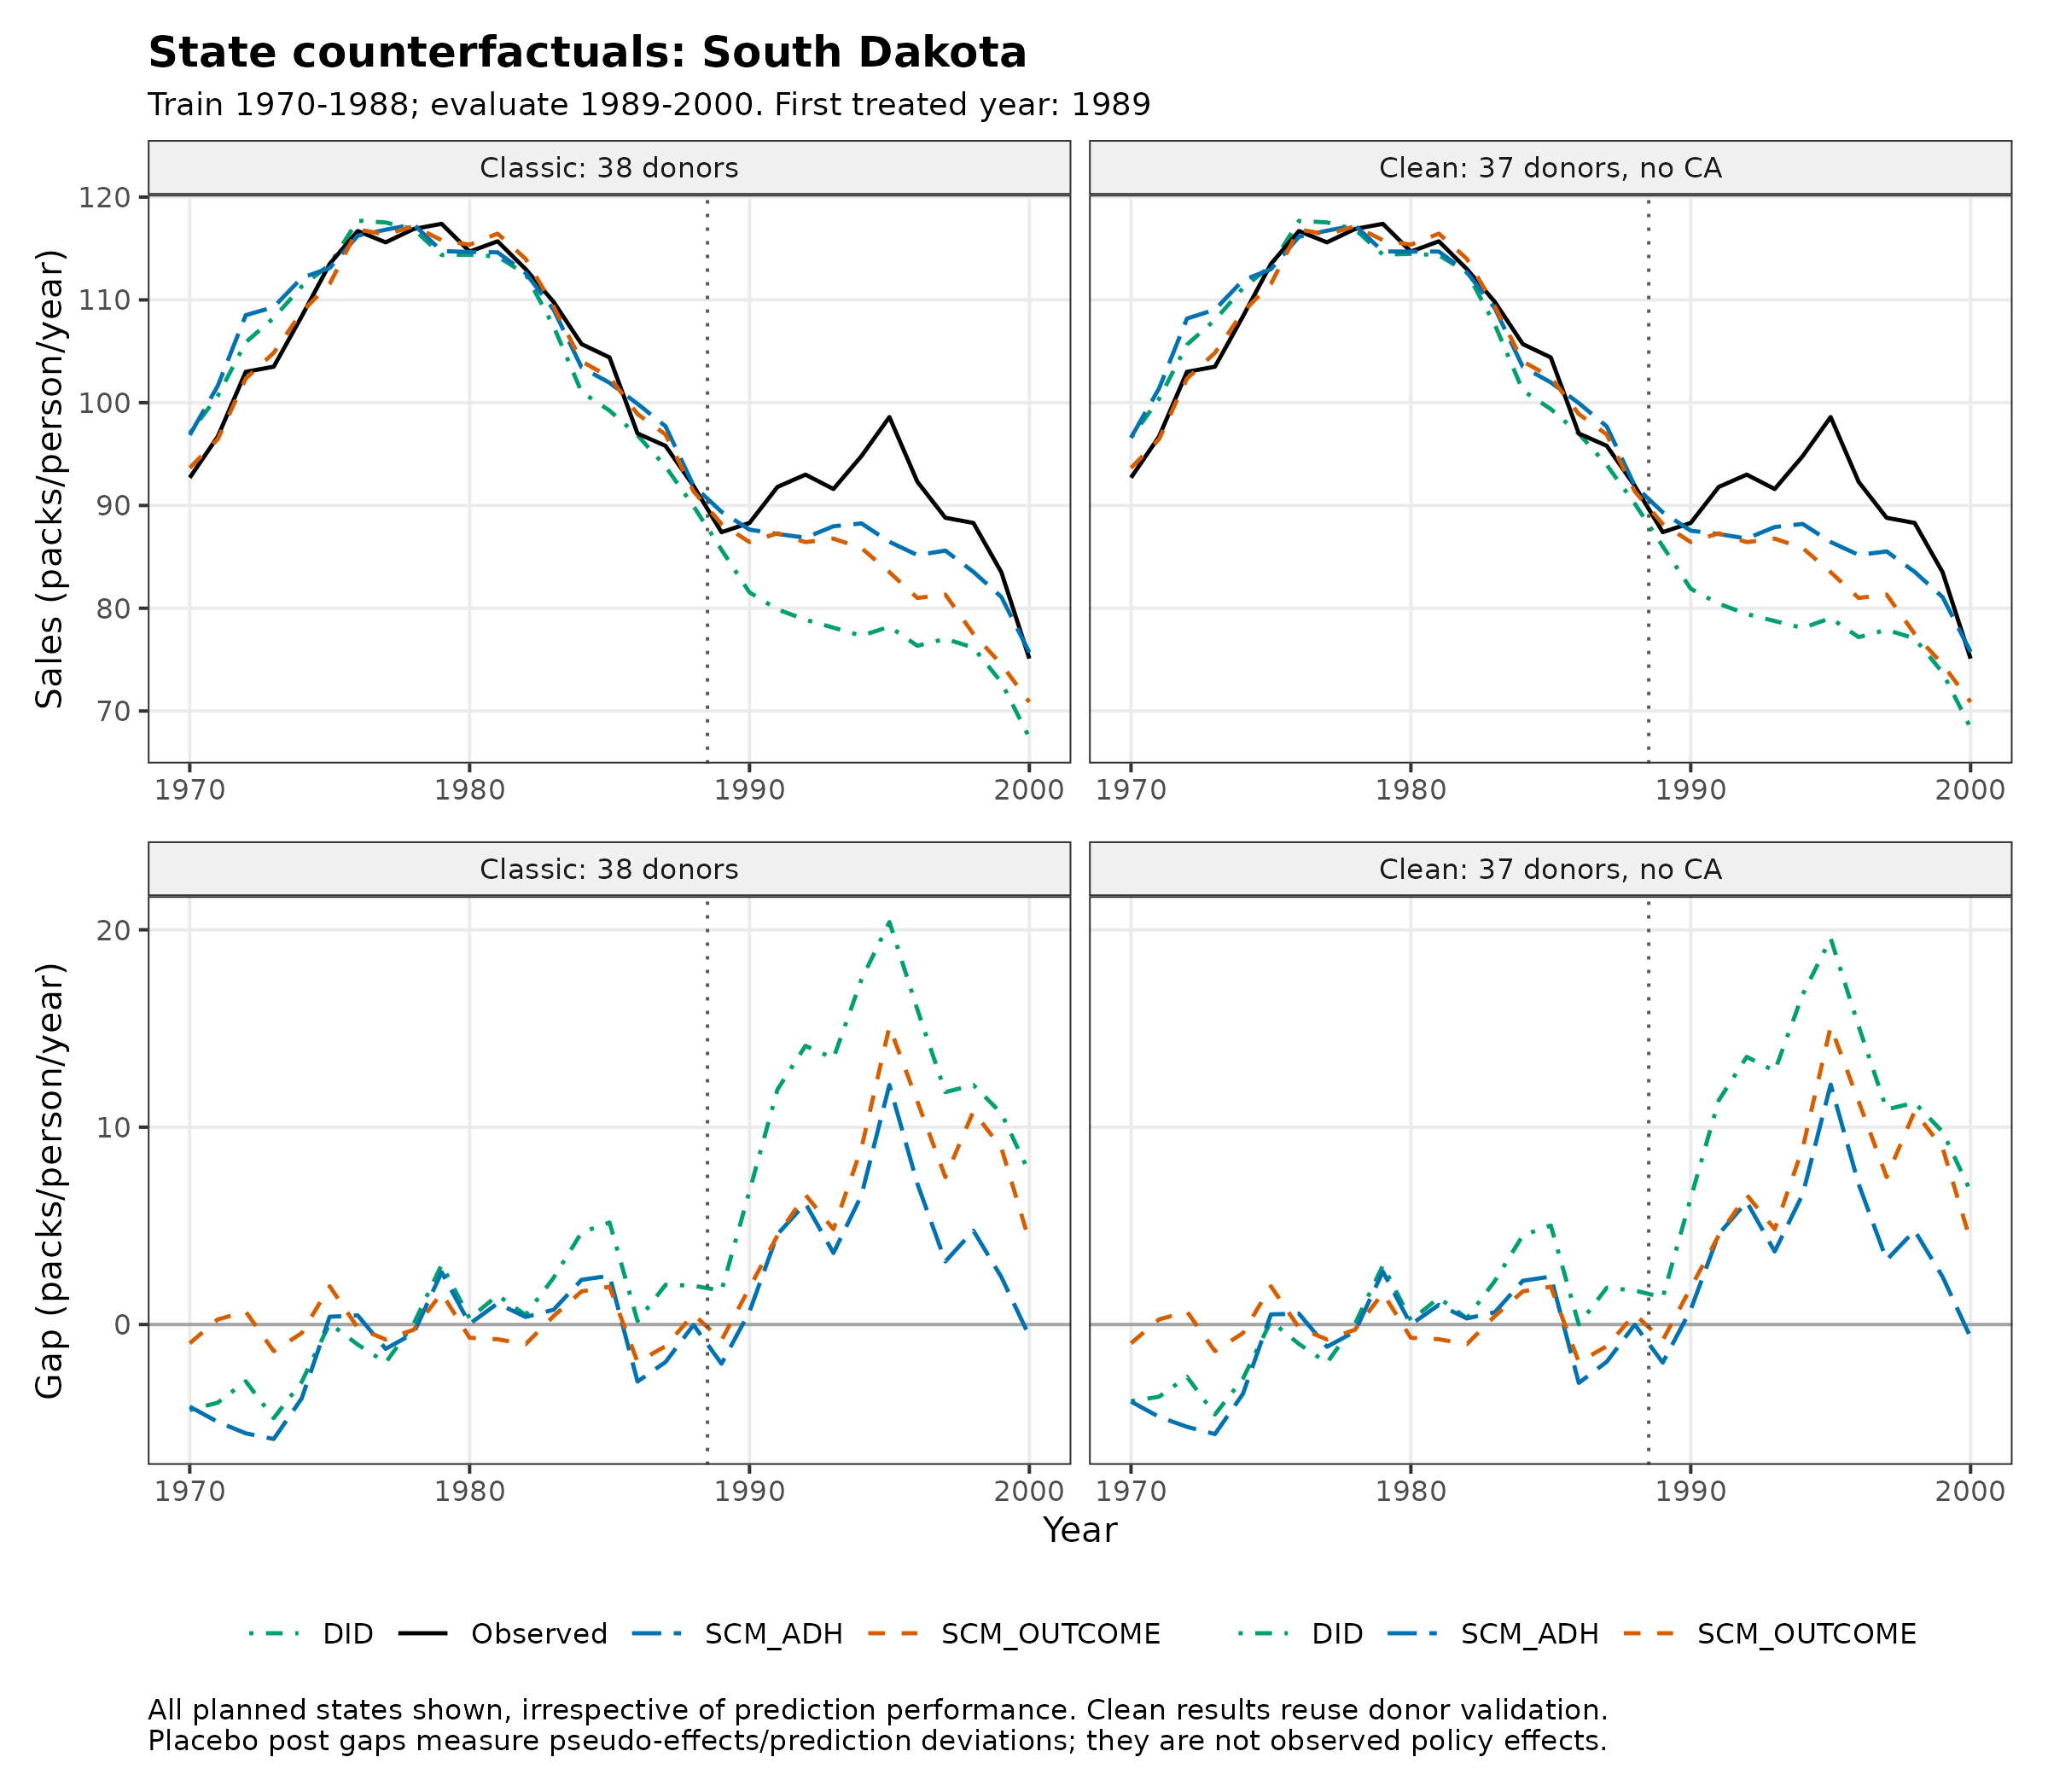 State counterfactuals: South Dakota
Train 1970-1988; evaluate 1989-2000. First treated year: 1989
Classic: 38 donors
Clean: 37 donors, no CA
Sales (packs/person/year)
120
110
100
90
80
70
1970 1980 1990 2000
1970 1980 1990 2000
Classic: 38 donors
Clean: 37 donors, no CA
Gap (packs/person/year)
20
10
0
1970 1980 1990 2000
1970 1980 1990 2000
Year
DID Observed SCM_ADH SCM_OUTCOME
DID SCM_ADH SCM_OUTCOME
All planned states shown, irrespective of prediction performance. Clean results reuse donor validation.
Placebo post gaps measure pseudo-effects/prediction deviations; they are not observed policy effects.